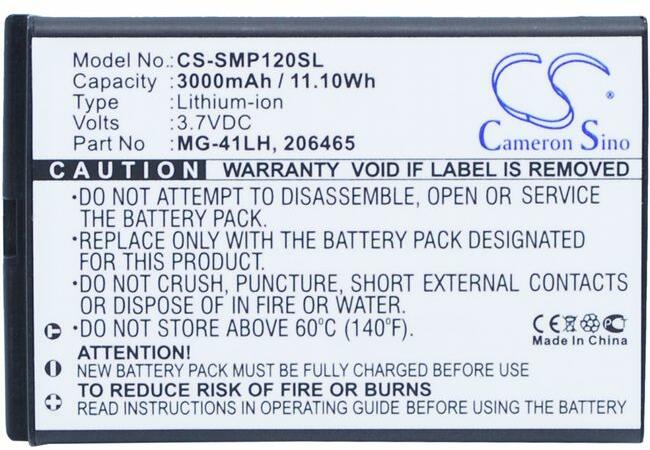 Model No.: CS-SMP120SL
Capacity : 3000mAh / 11.10Wh
Type : Lithium-ion
Volts : 3.7VDC
Part No : MG-41LH, 206465
CS
Cameron Sino
CAUTION WARRANTY VOID IF LABEL IS REMOVED
•DO NOT ATTEMPT TO DISASSEMBLE, OPEN OR SERVICE
THE BATTERY PACK.
•REPLACE ONLY WITH THE BATTERY PACK DESIGNATED
FOR THIS PRODUCT.
•DO NOT CRUSH, PUNCTURE, SHORT EXTERNAL CONTACTS
OR DISPOSE OF IN FIRE OR WATER.
•DO NOT STORE ABOVE 60°C (140°F).
CE
Made In China
ATTENTION!
NEW BATTERY PACK MUST BE FULLY CHARGED BEFORE USE
TO REDUCE RISK OF FIRE OR BURNS
READ INSTRUCTIONS IN OPERATING GUIDE BEFORE USING THE BATTERY